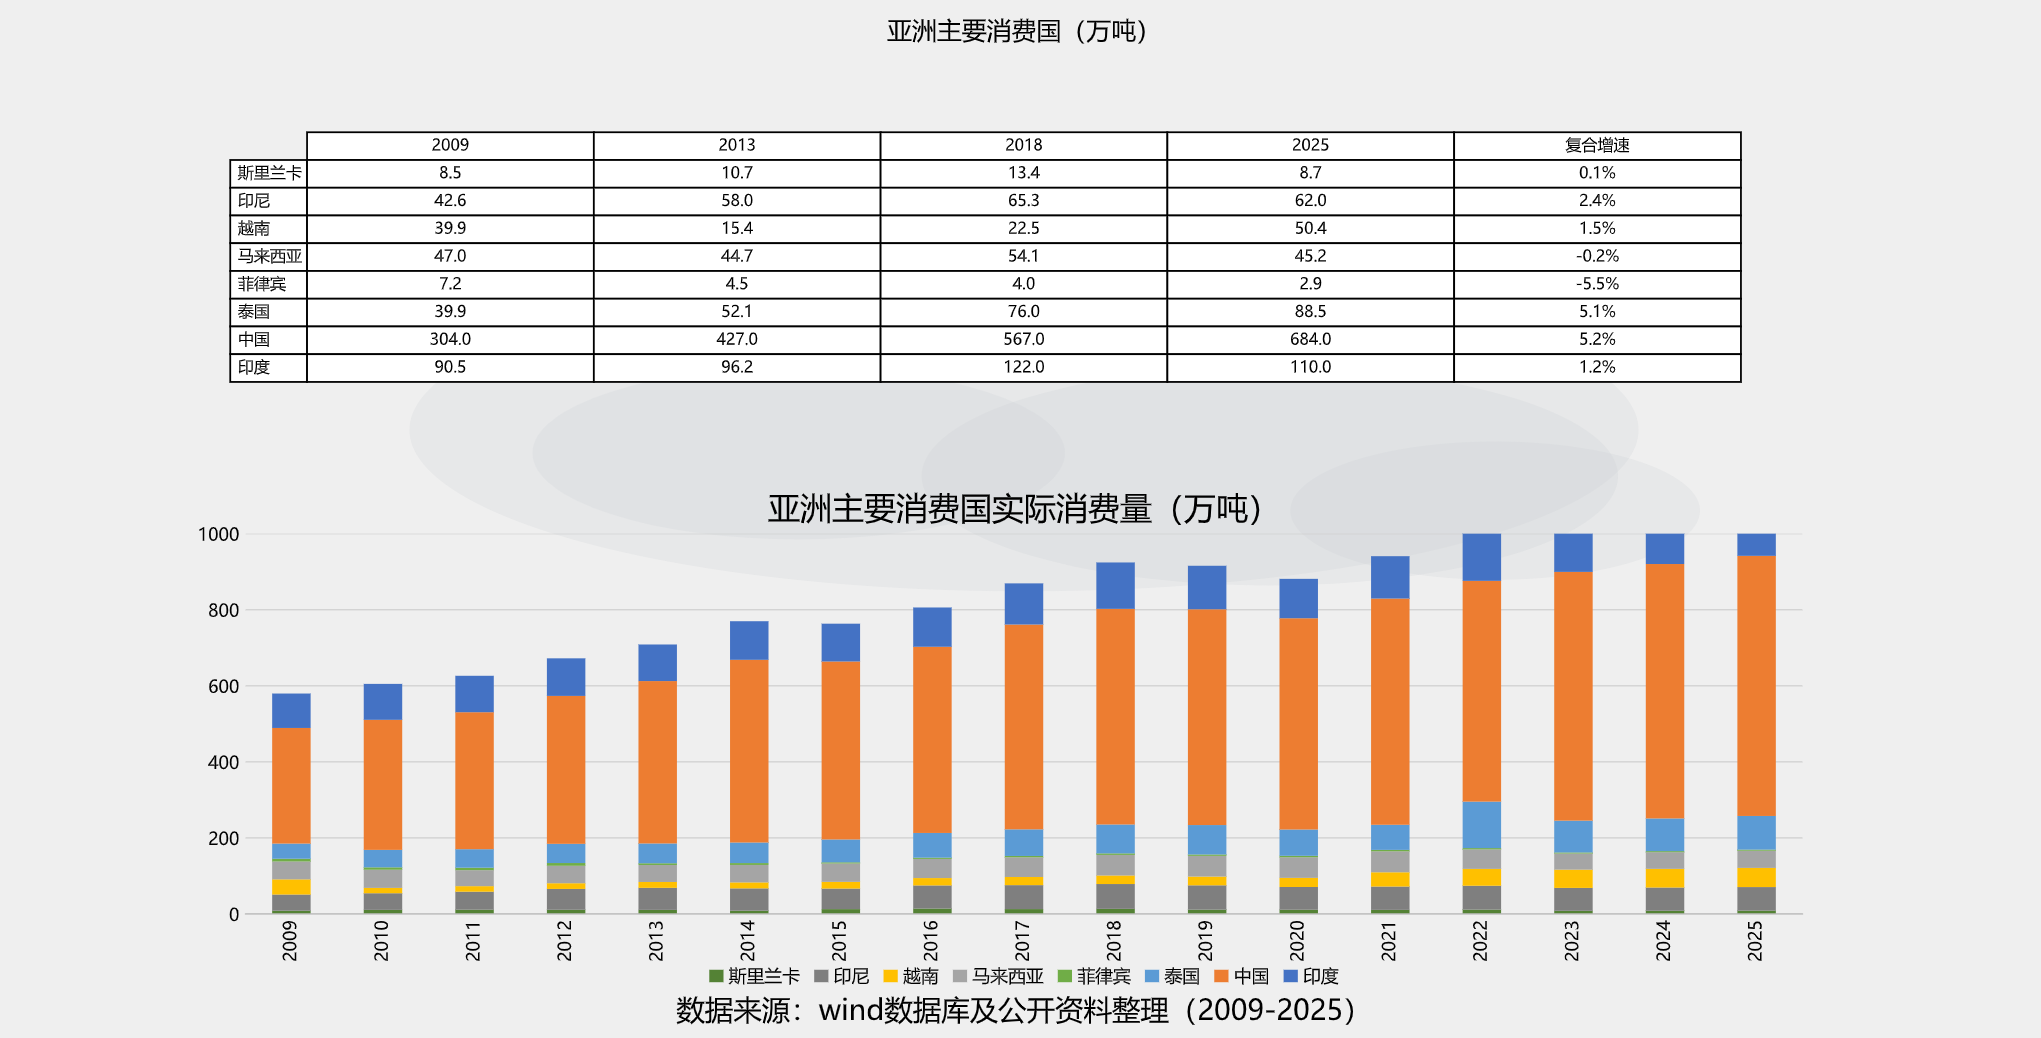 亚洲主要消费国（万吨）
2009 2013 2018 2025 复合增速
斯里兰卡 8.5 10.7 13.4 8.7 0.1%
印尼 42.6 58.0 65.3 62.0 2.4%
越南 39.9 15.4 22.5 50.4 1.5%
马来西亚 47.0 44.7 54.1 45.2 -0.2%
菲律宾 7.2 4.5 4.0 2.9 -5.5%
泰国 39.9 52.1 76.0 88.5 5.1%
中国 304.0 427.0 567.0 684.0 5.2%
印度 90.5 96.2 122.0 110.0 1.2%
亚洲主要消费国实际消费量（万吨）
1000
800
600
400
200
0
2009 2010 2011 2012 2013 2014 2015 2016 2017 2018 2019 2020 2021 2022 2023 2024 2025
斯里兰卡 印尼 越南 马来西亚 菲律宾 泰国 中国 印度
数据来源：wind数据库及公开资料整理（2009-2025）